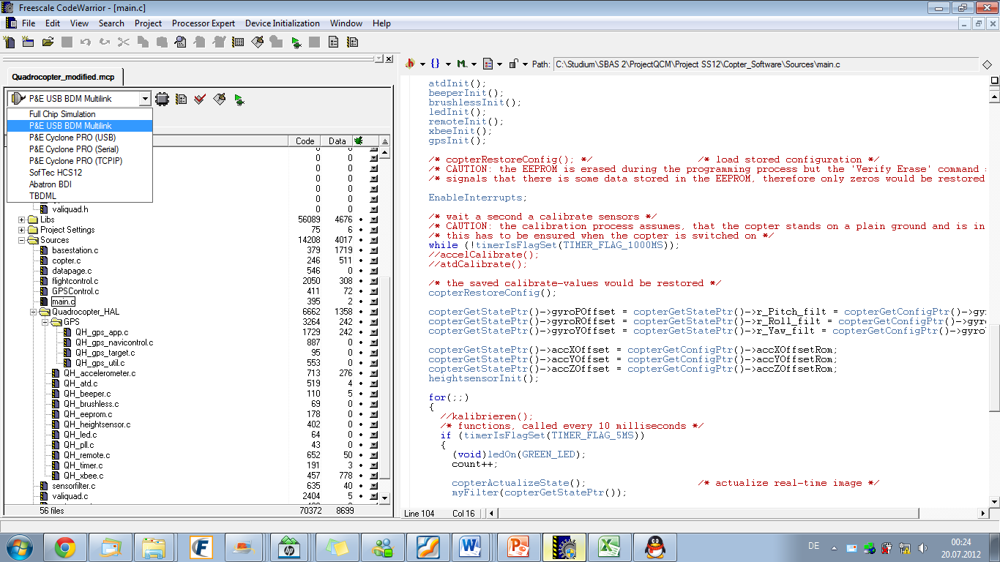 Freescale CodeWarrior - [main.c]
File Edit View Search Project Processor Expert Device Initialization Window Help
Quadrocopter_modified.mcp
P&E USB BDM Multilink
Full Chip Simulation
P&E USB BDM Multilink
P&E Cyclone PRO (USB)
P&E Cyclone PRO (Serial)
P&E Cyclone PRO (TCPIP)
SofTec HCS12
Abatron BDI
TBDML
Code Data
0 0
0 0
0 0
0 0
0 0
valiquad.h 0 0
Libs 56089 4676
Project Settings 75 6
Sources 14208 4017
basestation.c 379 1719
copter.c 246 511
datapage.c 546 0
flightcontrol.c 2050 308
GPSControl.c 411 72
main.c 395 2
Quadrocopter_HAL 6662 1358
GPS 3264 242
QH_gps_app.c 1729 242
QH_gps_navicontrol.c 887 0
QH_gps_target.c 95 0
QH_gps_util.c 553 0
QH_accelerometer.c 713 276
QH_atd.c 519 4
QH_beeper.c 110 5
QH_brushless.c 69 0
QH_eeprom.c 178 0
QH_heightsensor.c 402 0
QH_led.c 64 0
QH_pll.c 43 0
QH_remote.c 652 50
QH_timer.c 191 3
QH_xbee.c 457 778
sensorfilter.c 635 40
valiquad.c 2404 5
56 files 70372 8699
Path: C:\Studium\SBAS 2\ProjectQCM\Project SS12\Copter_Software\Sources\main.c
atdInit();
beeperInit();
brushlessInit();
ledInit();
remoteInit();
xbeeInit();
gpsInit();
/* copterRestoreConfig(); */ /* load stored configuration */
/* CAUTION: the EEPROM is erased during the programming process but the 'Verify Erase' command
/* signals that there is some data stored in the EEPROM, therefore only zeros would be restored
EnableInterrupts;
/* wait a second a calibrate sensors */
/* CAUTION: the calibration process assumes, that the copter stands on a plain ground and is in
/* this has to be ensured when the copter is switched on */
while (!timerIsFlagSet(TIMER_FLAG_1000MS));
//accelCalibrate();
//atdCalibrate();
/* the saved calibrate-values would be restored */
copterRestoreConfig();
copterGetStatePtr()->gyroPOffset = copterGetStatePtr()->r_Pitch_filt = copterGetConfigPtr()->gyr
copterGetStatePtr()->gyroROffset = copterGetStatePtr()->r_Roll_filt = copterGetConfigPtr()->gyro
copterGetStatePtr()->gyroYOffset = copterGetStatePtr()->r_Yaw_filt = copterGetConfigPtr()->gyro
copterGetStatePtr()->accXOffset = copterGetConfigPtr()->accXOffsetRom;
copterGetStatePtr()->accYOffset = copterGetConfigPtr()->accYOffsetRom;
copterGetStatePtr()->accZOffset = copterGetConfigPtr()->accZOffsetRom;
heightsensorInit();
for(;;)
{
//kalibrieren();
/* functions, called every 10 milliseconds */
if (timerIsFlagSet(TIMER_FLAG_5MS))
{
(void)ledOn(GREEN_LED);
count++;
copterActualizeState(); /* actualize real-time image */
myFilter(copterGetStatePtr());
Line 104 Col 16
DE
00:24
20.07.2012